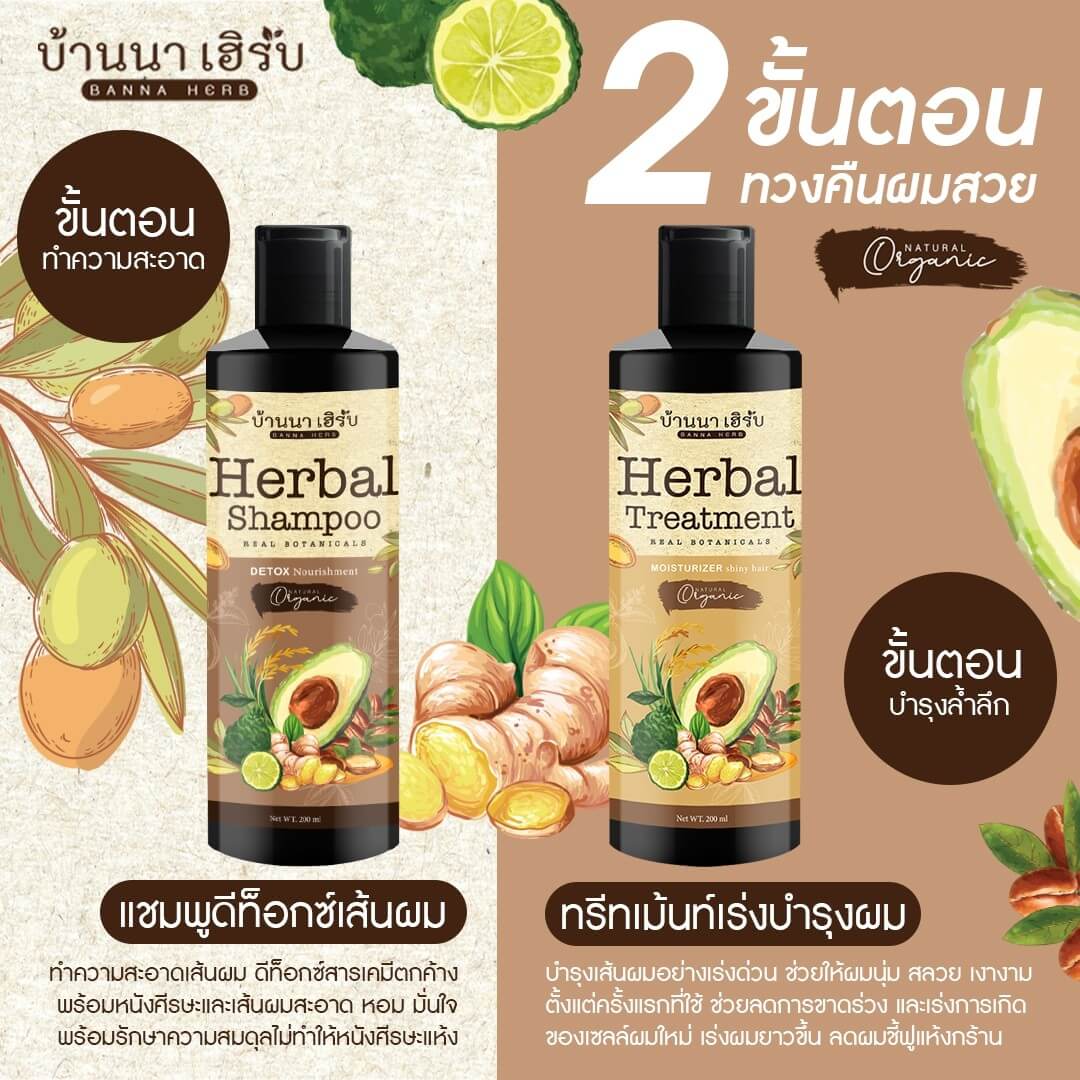 บ้านนา เฮิร์บ
BANNA HERB
2 ขั้นตอน
ทวงคืนผมสวย
NATURAL
Organic
ขั้นตอน
ทำความสะอาด
บ้านนา เฮิร์บ
BANNA HERB
Herbal
Shampoo
REAL BOTANICALS
DETOX Nourishment
NATURAL
Organic
Net WT. 200 ml
บ้านนา เฮิร์บ
BANNA HERB
Herbal
Treatment
REAL BOTANICALS
MOISTURIZER shiny hair
NATURAL
Organic
Net WT. 200 ml
ขั้นตอน
บำรุงล้ำลึก
แชมพูดีท็อกซ์เส้นผม
ทำความสะอาดเส้นผม ดีท็อกซ์สารเคมีตกค้าง
พร้อมหนังศีรษะและเส้นผมสะอาด หอม มั่นใจ
พร้อมรักษาความสมดุลไม่ทำให้หนังศีรษะแห้ง
ทรีทเม้นท์เร่งบำรุงผม
บำรุงเส้นผมอย่างเร่งด่วน ช่วยให้ผมนุ่ม สลวย เงางาม
ตั้งแต่ครั้งแรกที่ใช้ ช่วยลดการขาดร่วง และเร่งการเกิด
ของเซลล์ผมใหม่ เร่งผมยาวขึ้น ลดผมชี้ฟูแห้งกร้าน